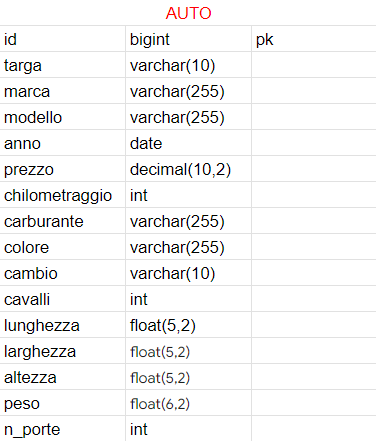 AUTO
id bigint pk
targa varchar(10)
marca varchar(255)
modello varchar(255)
anno date
prezzo decimal(10,2)
chilometraggio int
carburante varchar(255)
colore varchar(255)
cambio varchar(10)
cavalli int
lunghezza float(5,2)
larghezza float(5,2)
altezza float(5,2)
peso float(6,2)
n_porte int